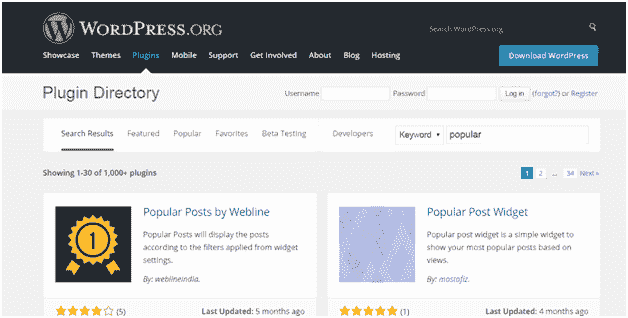 WORDPRESS.ORG
Search WordPress.org
Showcase Themes Plugins Mobile Support Get Involved About Blog Hosting
Download WordPress
Plugin Directory
Username Password Log in (forgot?) or Register
Search Results Featured Popular Favorites Beta Testing Developers Keyword popular
Showing 1-30 of 1,000+ plugins
1 2 ... 34 Next »
Popular Posts by Webline
Popular Posts will display the posts
according to the filters applied from widget
settings.
By: weblineindia.
1
(5) Last Updated: 5 months ago
Popular Post Widget
Popular post widget is a simple widget to
show your most popular posts based on
views.
By: mostafiz.
(1) Last Updated: 4 months ago